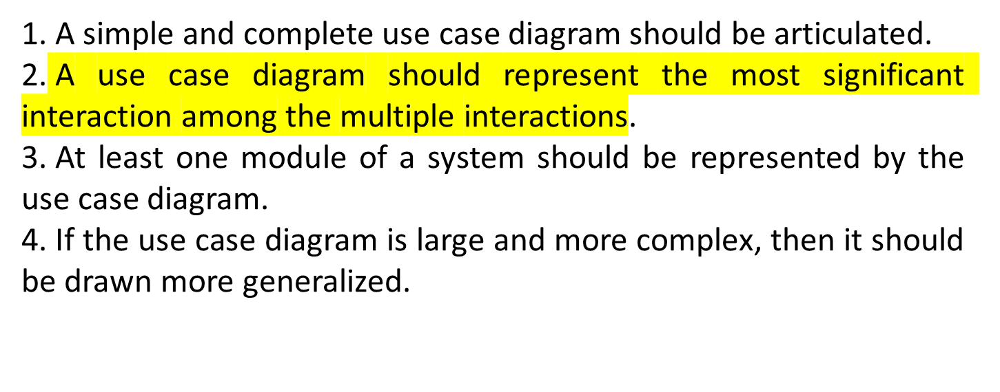 1. A simple and complete use case diagram should be articulated.
2. A use case diagram should represent the most significant
interaction among the multiple interactions.
3. At least one module of a system should be represented by the
use case diagram.
4. If the use case diagram is large and more complex, then it should
be drawn more generalized.